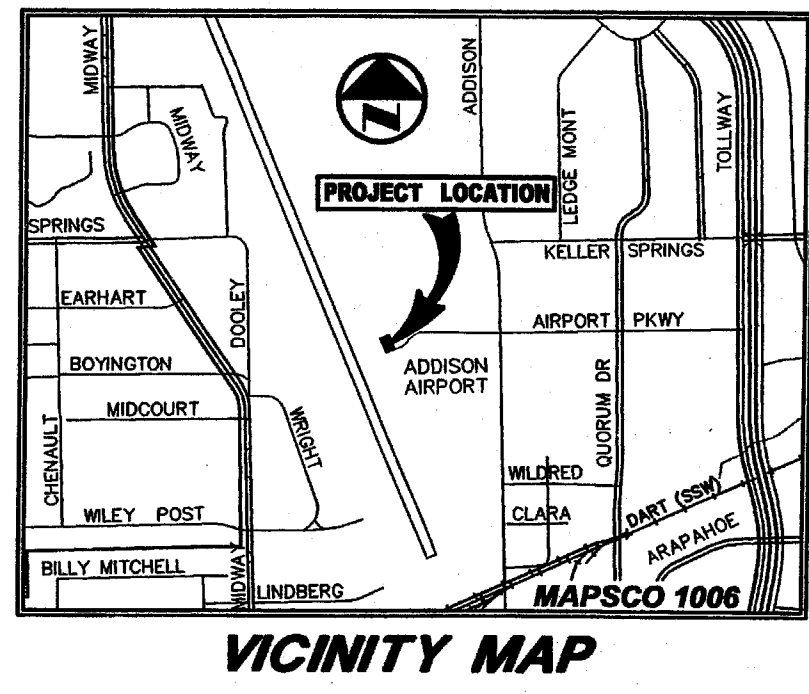 MIDWAY
MIDWAY
ADDISON
LEDGE MONT
TOLLWAY
PROJECT LOCATION
SPRINGS
KELLER SPRINGS
EARHART
DOOLEY
AIRPORT PKWY
BOYINGTON
ADDISON
AIRPORT
QUORUM DR
MIDCOURT
CHENAULT
WRIGHT
WILDRED
WILEY POST
CLARA
DART (SSW)
ARAPAHOE
BILLY MITCHELL
MIDWAY
LINDBERG
MAPSCO 1006
VICINITY MAP